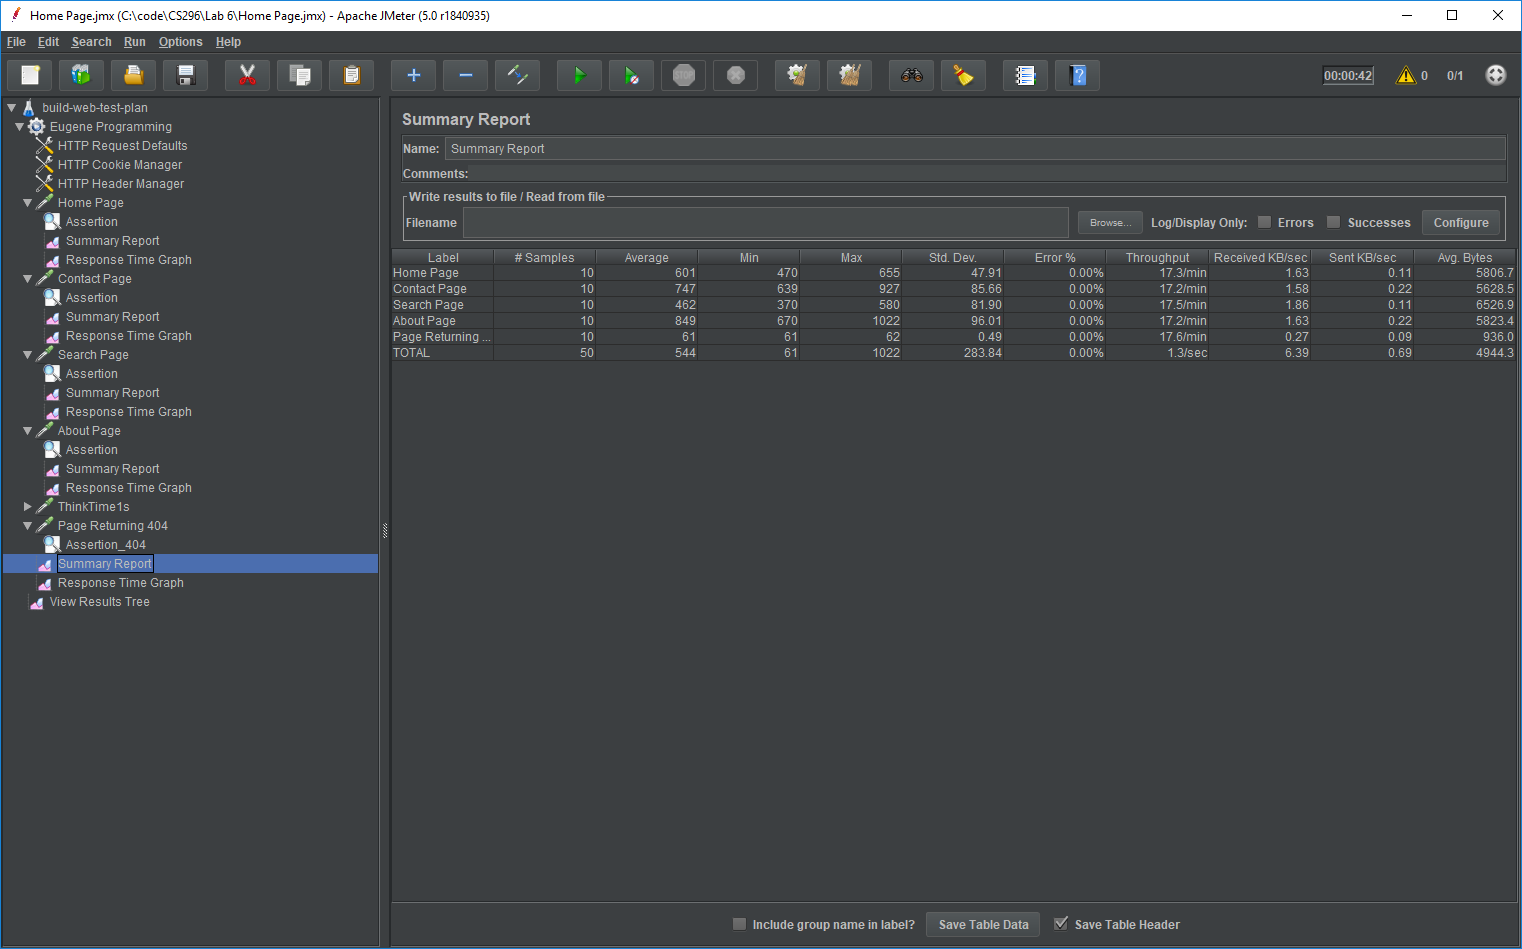 Home Page.jmx (C:\code\CS296\Lab 6\Home Page.jmx) - Apache JMeter (5.0 r1840935)
File Edit Search Run Options Help
STOP 00:00:42 0 0/1
build-web-test-plan
Eugene Programming
HTTP Request Defaults
HTTP Cookie Manager
HTTP Header Manager
Home Page
Assertion
Summary Report
Response Time Graph
Contact Page
Assertion
Summary Report
Response Time Graph
Search Page
Assertion
Summary Report
Response Time Graph
About Page
Assertion
Summary Report
Response Time Graph
ThinkTime1s
Page Returning 404
Assertion_404
Summary Report
Response Time Graph
View Results Tree
Summary Report
Name: Summary Report
Comments:
Write results to file / Read from file
Filename Browse... Log/Display Only: Errors Successes Configure
Label # Samples Average Min Max Std. Dev. Error % Throughput Received KB/sec Sent KB/sec Avg. Bytes
Home Page 10 601 470 655 47.91 0.00% 17.3/min 1.63 0.11 5806.7
Contact Page 10 747 639 927 85.66 0.00% 17.2/min 1.58 0.22 5628.5
Search Page 10 462 370 580 81.90 0.00% 17.5/min 1.86 0.11 6526.9
About Page 10 849 670 1022 96.01 0.00% 17.2/min 1.63 0.22 5823.4
Page Returning ... 10 61 61 62 0.49 0.00% 17.6/min 0.27 0.09 936.0
TOTAL 50 544 61 1022 283.84 0.00% 1.3/sec 6.39 0.69 4944.3
Include group name in label? Save Table Data Save Table Header